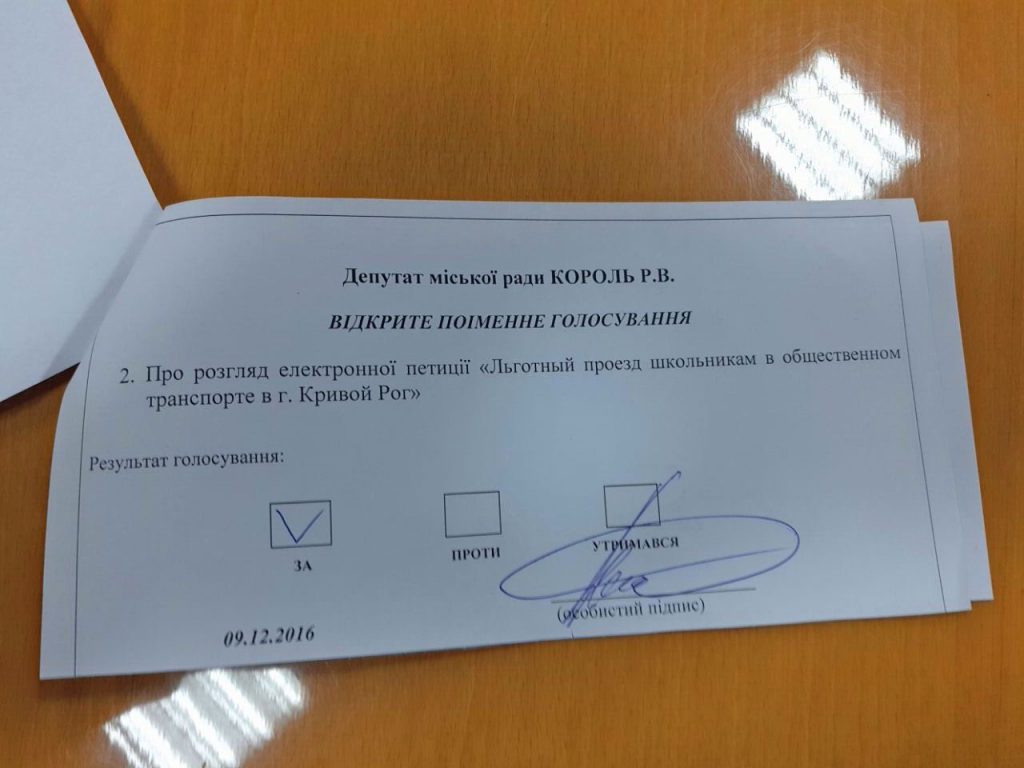 Депутат міської ради КОРОЛЬ Р.В.
ВІДКРИТЕ ПОІМЕННЕ ГОЛОСУВАННЯ
2. Про розгляд електронної петиції «Льготный проезд школьникам в общественном
транспорте в г. Кривой Рог»
Результат голосування:
ЗА
ПРОТИ
УТРИМАВСЯ
(особистий підпис)
09.12.2016